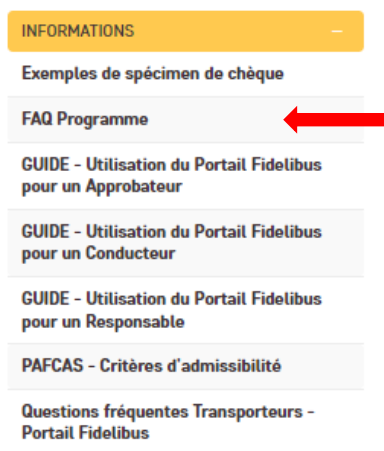 INFORMATIONS
Exemples de spécimen de chèque
FAQ Programme
GUIDE - Utilisation du Portail Fidelibus
pour un Approbateur
GUIDE - Utilisation du Portail Fidelibus
pour un Conducteur
GUIDE - Utilisation du Portail Fidelibus
pour un Responsable
PAFCAS - Critères d'admissibilité
Questions fréquentes Transporteurs -
Portail Fidelibus